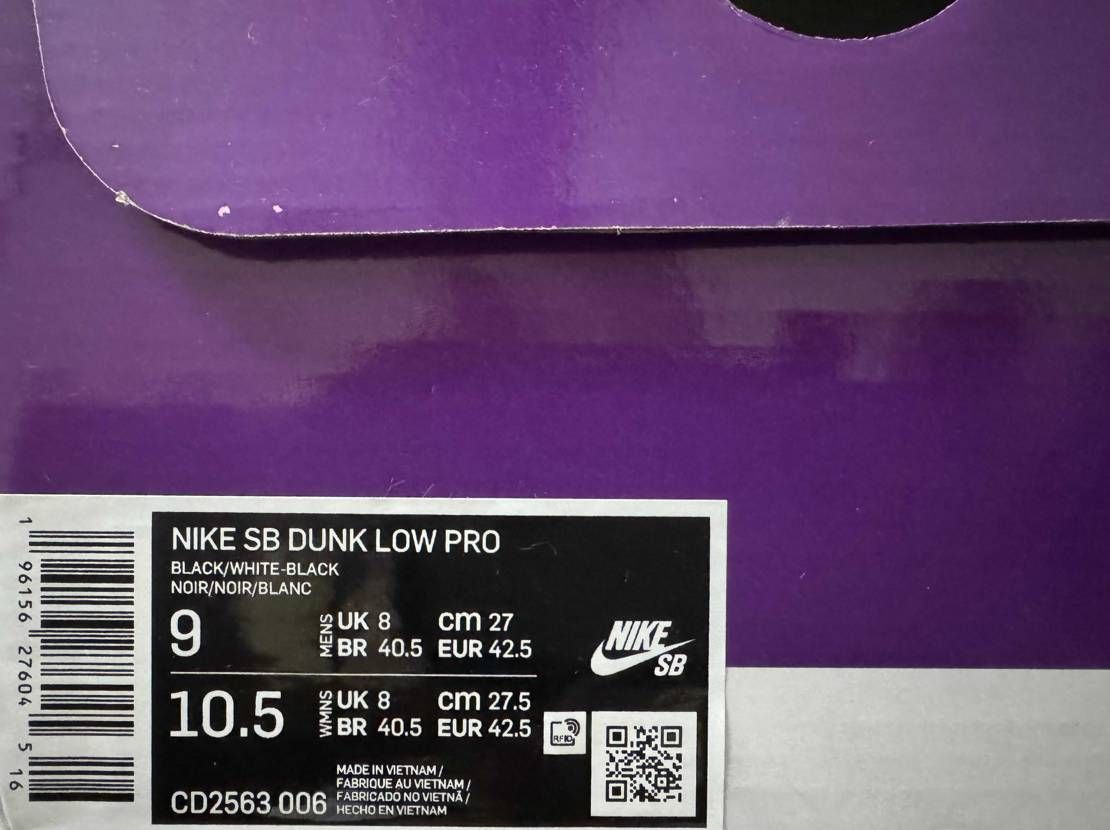 NIKE SB DUNK LOW PRO
BLACK/WHITE-BLACK
NOIR/NOIR/BLANC
9
MENS
UK 8 cm 27
BR 40.5 EUR 42.5
10.5
WMNS
UK 8 cm 27.5
BR 40.5 EUR 42.5
NIKE
SB
RFID
CD2563 006
MADE IN VIETNAM /
FABRIQUE AU VIETNAM /
FABRICADO NO VIETNÃ /
HECHO EN VIETNAM
1 96156 27604 5 16